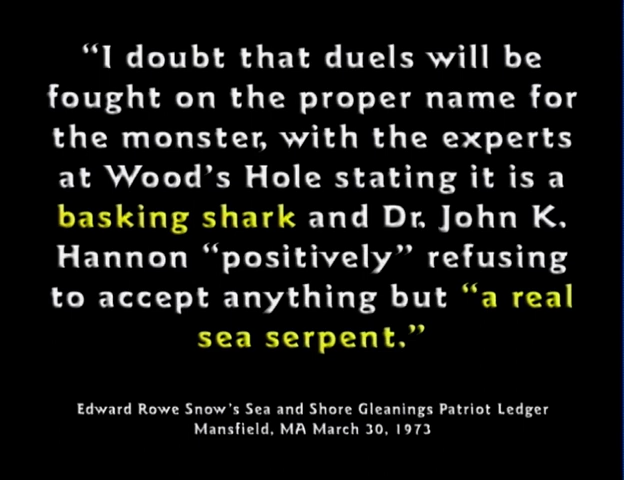 “I doubt that duels will be
fought on the proper name for
the monster, with the experts
at Wood’s Hole stating it is a
basking shark and Dr. John K.
Hannon “positively” refusing
to accept anything but “a real
sea serpent.”
Edward Rowe Snow’s Sea and Shore Gleanings Patriot Ledger
Mansfield, MA March 30, 1973